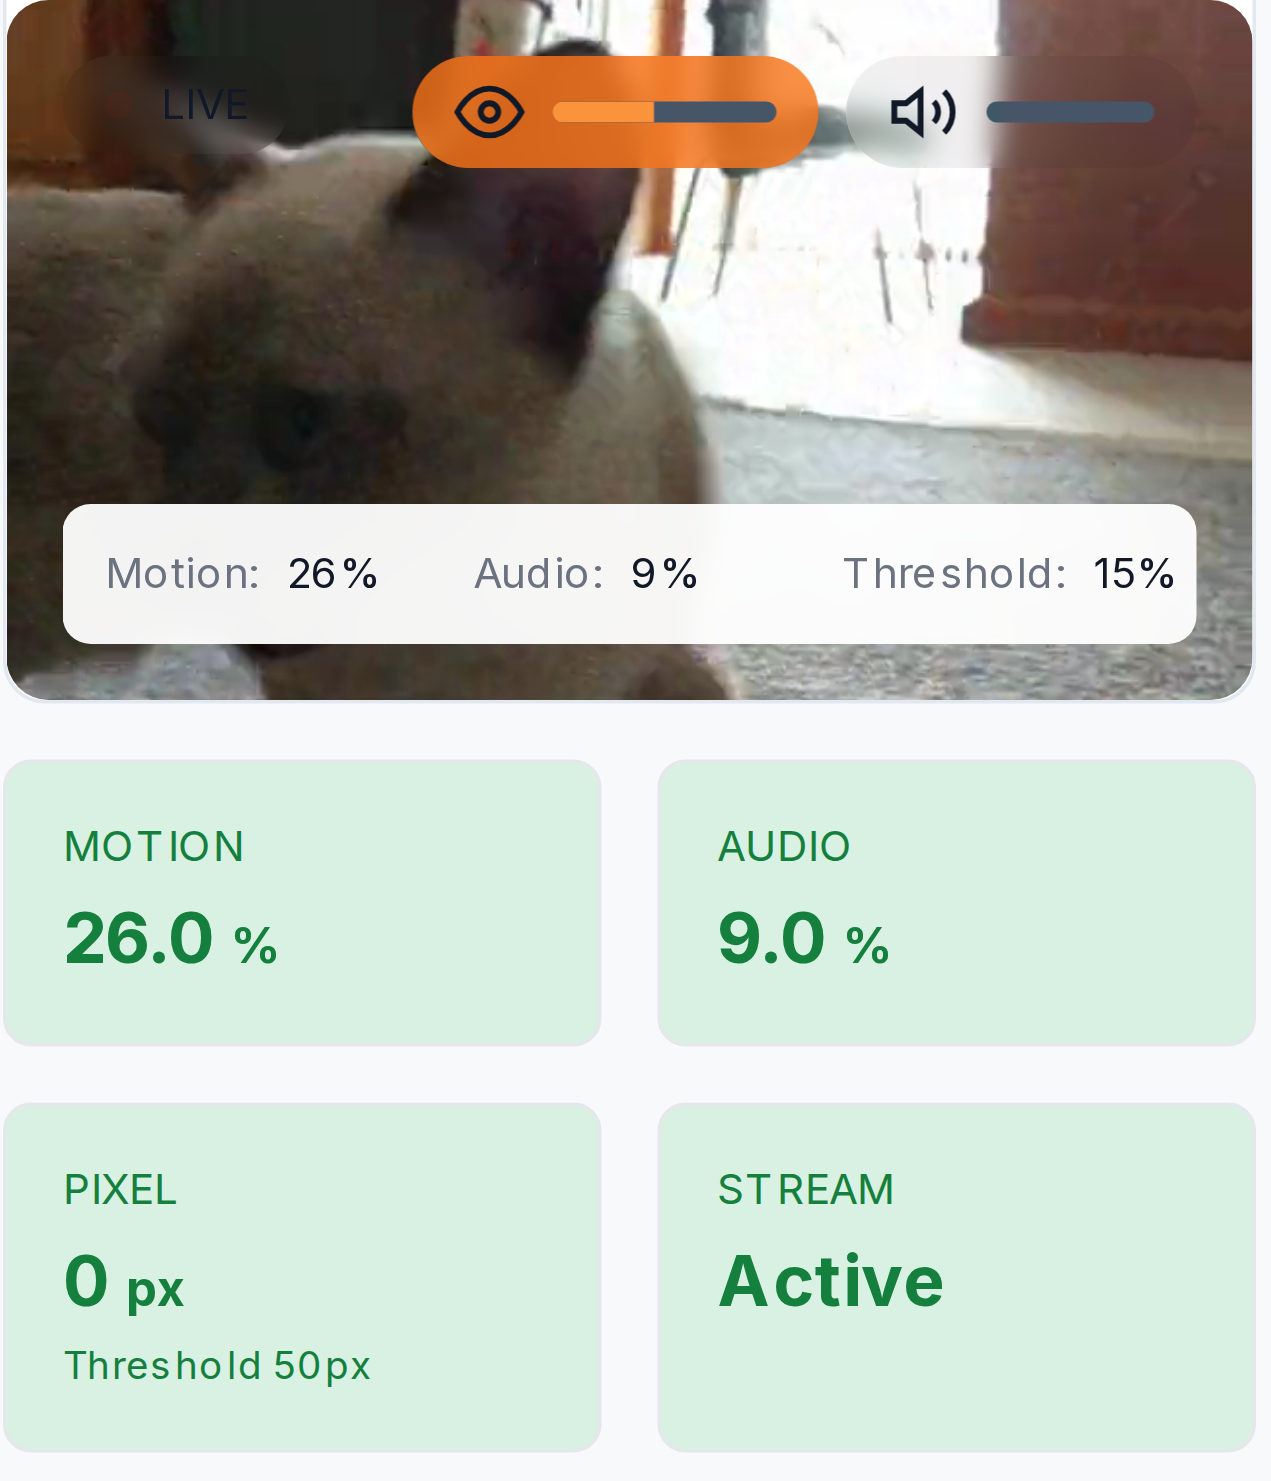 LIVE
Motion: 26% Audio: 9% Threshold: 15%
MOTION
26.0 %
AUDIO
9.0 %
PIXEL
0 px
Threshold 50px
STREAM
Active